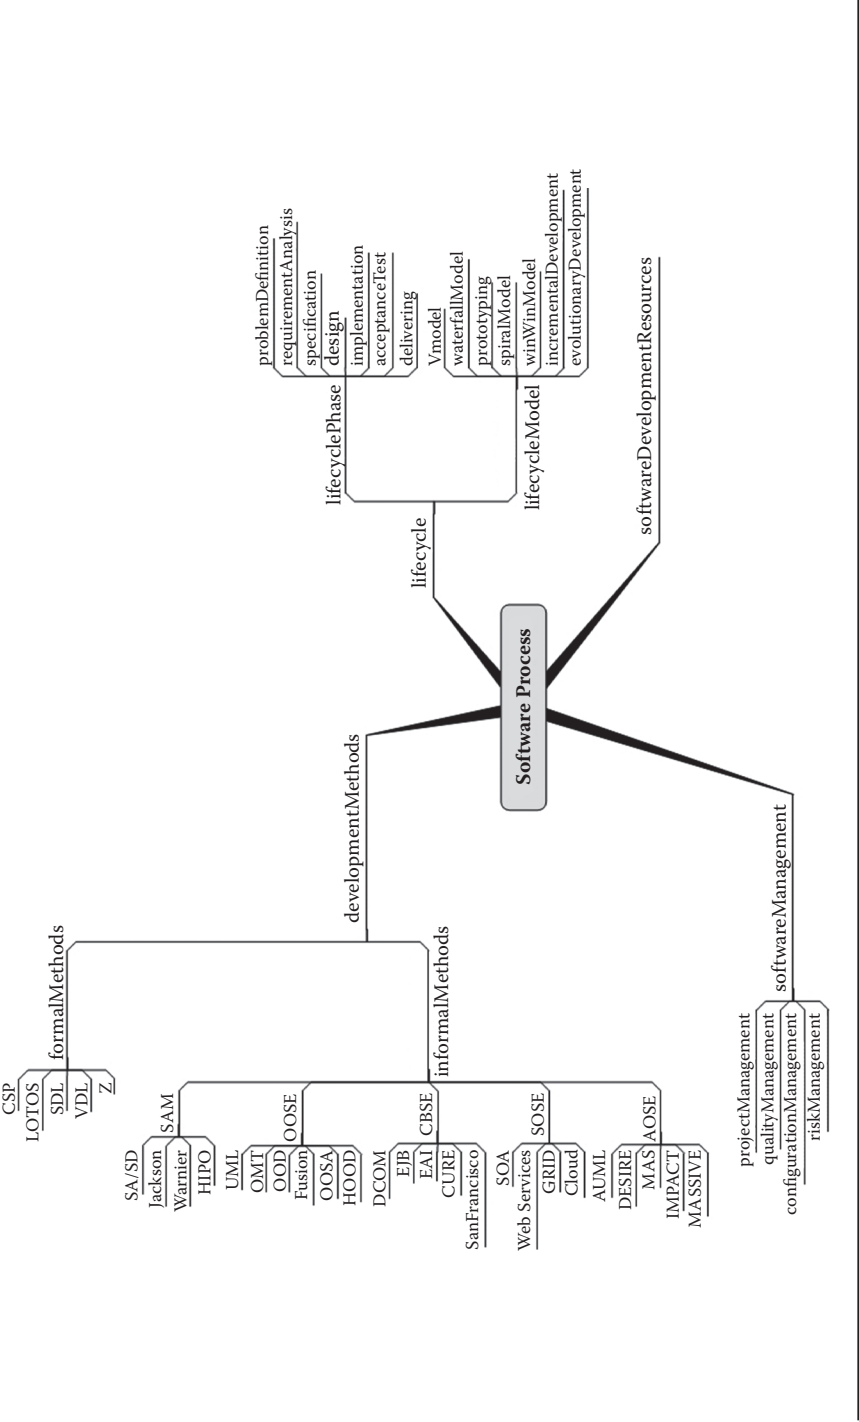 Software Process
developmentMethods
formalMethods
CSP
LOTOS
SDL
VDL
Z
informalMethods
SAM
SA/SD
Jackson
Warnier
HIPO
OOSE
UML
OMT
OOD
Fusion
OOSA
HOOD
CBSE
DCOM
EJB
EAI
CURE
SanFrancisco
SOSE
SOA
Web Services
GRID
Cloud
AOSE
AUML
DESIRE
MAS
IMPACT
MASSIVE
softwareManagement
projectManagement
qualityManagement
configurationManagement
riskManagement
lifecycle
lifecyclePhase
problemDefinition
requirementAnalysis
specification
design
implementation
acceptanceTest
delivering
lifecycleModel
Vmodel
waterfallModel
prototyping
spiralModel
winWinModel
incrementalDevelopment
evolutionaryDevelopment
softwareDevelopmentResources